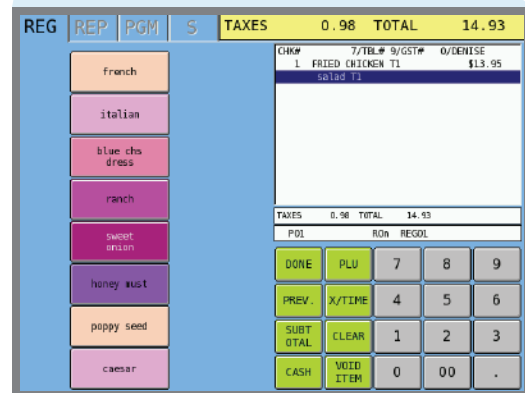 REG REP PGM S TAXES 0.98 TOTAL 14.93
CHK# 7/TBL# 9/GST# 0/DENISE
1 FRIED CHICKEN T1 $13.95
salad T1
french
italian
blue chs
dress
ranch
sweet
onion
honey must
poppy seed
caesar
TAXES 0.98 TOTAL 14.93
P01 ROn REGOL
DONE PLU 7 8 9
PREV. X/TIME 4 5 6
SUBT
OTAL
CLEAR 1 2 3
CASH
VOID
ITEM
0 00 .